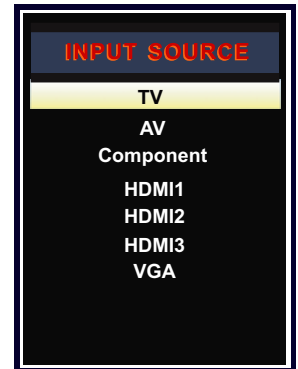 INPUT SOURCE
TV
AV
Component
HDMI1
HDMI2
HDMI3
VGA